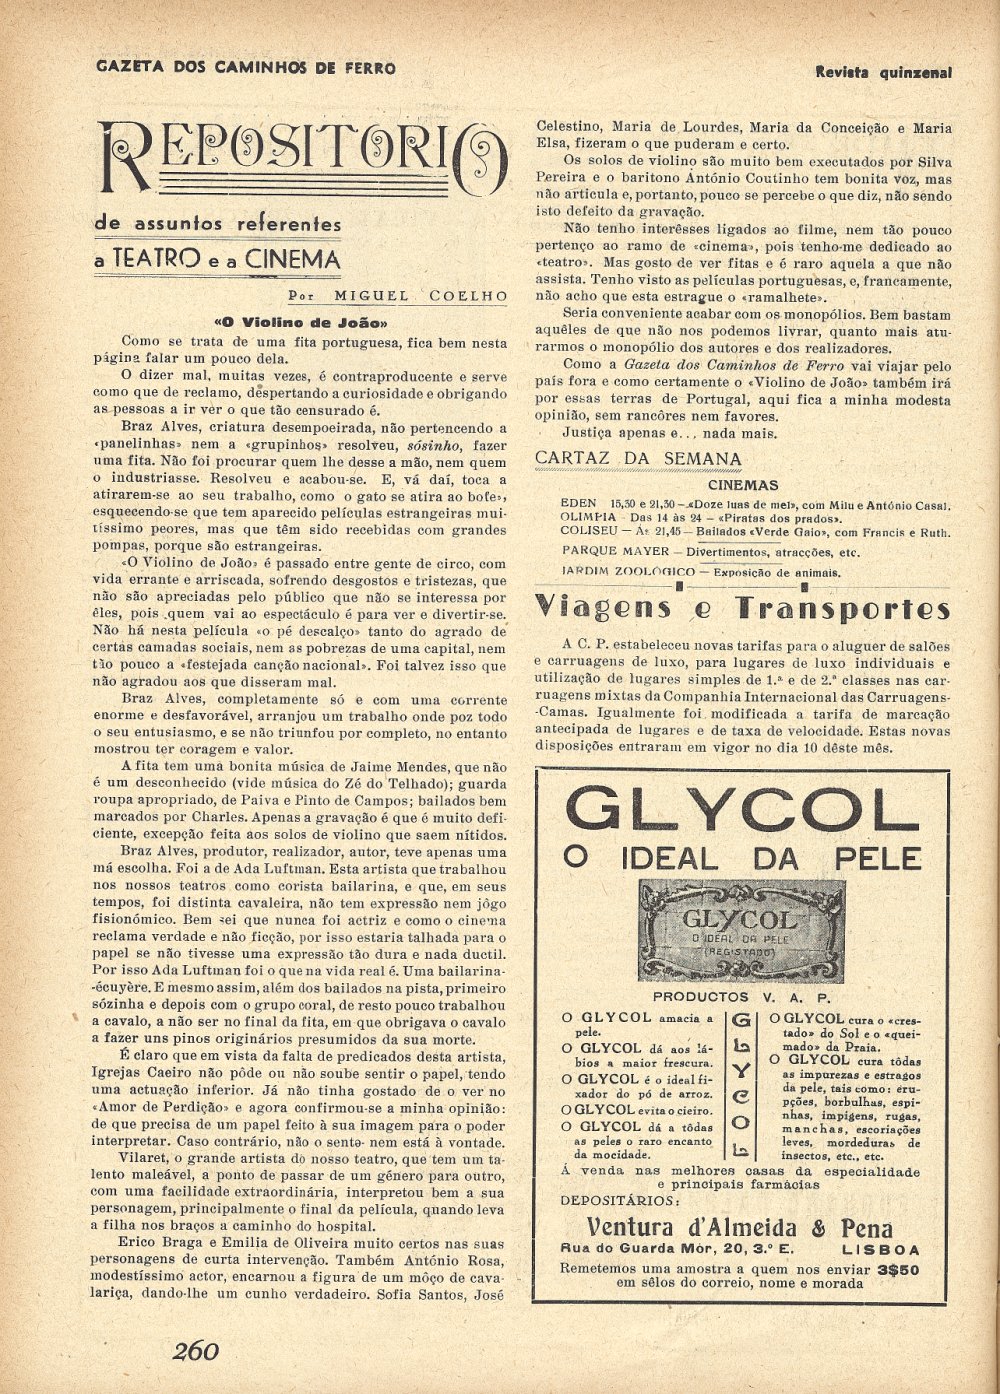 GAZETA DOS CAMINHOS DE FERRO
Revista quinzenal
REPOSITORIO
de assuntos referentes
a TEATRO e a CINEMA
Por MIGUEL COELHO
«O Violino de João»
Como se trata de uma fita portuguesa, fica bem nesta
página falar um pouco dela.
O dizer mal, muitas vezes, é contraproducente e serve
como que de reclamo, despertando a curiosidade e obrigando
as pessoas a ir ver o que tão censurado é.
Braz Alves, criatura desempoeirada, não pertencendo a
«panelinhas» nem a «grupinhos» resolveu, sósinho, fazer
uma fita. Não foi procurar quem lhe desse a mão, nem quem
o industriasse. Resolveu e acabou-se. E, vá daí, toca a
atirarem-se ao seu trabalho, como o gato se atira ao bofe»,
esquecendo-se que tem aparecido películas estrangeiras mui-
tíssimo peores, mas que têm sido recebidas com grandes
pompas, porque são estrangeiras.
«O Violino de João» é passado entre gente de circo, com
vida errante e arriscada, sofrendo desgostos e tristezas, que
não são apreciadas pelo público que não se interessa por
êles, pois quem vai ao espectáculo é para ver e divertir-se.
Não há nesta película «o pé descalço» tanto do agrado de
certas camadas sociais, nem as pobrezas de uma capital, nem
tão pouco a «festejada canção nacional». Foi talvez isso que
não agradou aos que disseram mal.
Braz Alves, completamente só e com uma corrente
enorme e desfavorável, arranjou um trabalho onde poz todo
o seu entusiasmo, e se não triunfou por completo, no entanto
mostrou ter coragem e valor.
A fita tem uma bonita música de Jaime Mendes, que não
é um desconhecido (vide música do Zé do Telhado); guarda
roupa apropriado, de Paiva e Pinto de Campos; bailados bem
marcados por Charles. Apenas a gravação é que é muito defi-
ciente, excepção feita aos solos de violino que saem nítidos.
Braz Alves, produtor, realizador, autor, teve apenas uma
má escolha. Foi a de Ada Luftman. Esta artista que trabalhou
nos nossos teatros como corista bailarina, e que, em seus
tempos, foi distinta cavaleira, não tem expressão nem jôgo
fisionómico. Bem sei que nunca foi actriz e como o cinema
reclama verdade e não ficção, por isso estaria talhada para o
papel se não tivesse uma expressão tão dura e nada ductil.
Por isso Ada Luftman foi o que na vida real é. Uma bailarina-
-écuyère. E mesmo assim, além dos bailados na pista, primeiro
sózinha e depois com o grupo coral, de resto pouco trabalhou
a cavalo, a não ser no final da fita, em que obrigava o cavalo
a fazer uns pinos originários presumidos da sua morte.
É claro que em vista da falta de predicados desta artista,
Igrejas Caeiro não pôde ou não soube sentir o papel, tendo
uma actuação inferior. Já não tinha gostado de o ver no
«Amor de Perdição» e agora confirmou-se a minha opinião:
de que precisa de um papel feito à sua imagem para o poder
interpretar. Caso contrário, não o sente- nem está à vontade.
Vilaret, o grande artista do nosso teatro, que tem um ta-
lento maleável, a ponto de passar de um género para outro,
com uma facilidade extraordinária, interpretou bem a sua
personagem, principalmente o final da película, quando leva
a filha nos braços a caminho do hospital.
Erico Braga e Emilia de Oliveira muito certos nas suas
personagens de curta intervenção. Também António Rosa,
modestíssimo actor, encarnou a figura de um môço de cava-
lariça, dando-lhe um cunho verdadeiro. Sofia Santos, José
Celestino, Maria de Lourdes, Maria da Conceição e Maria
Elsa, fizeram o que puderam e certo.
Os solos de violino são muito bem executados por Silva
Pereira e o baritono António Coutinho tem bonita voz, mas
não articula e, portanto, pouco se percebe o que diz, não sendo
isto defeito da gravação.
Não tenho interêsses ligados ao filme, nem tão pouco
pertenço ao ramo de «cinema», pois tenho-me dedicado ao
«teatro». Mas gosto de ver fitas e é raro aquela a que não
assista. Tenho visto as películas portuguesas, e, francamente,
não acho que esta estrague o «ramalhete».
Seria conveniente acabar com os monopólios. Bem bastam
aquêles de que não nos podemos livrar, quanto mais atu-
rarmos o monopólio dos autores e dos realizadores.
Como a Gazeta dos Caminhos de Ferro vai viajar pelo
país fora e como certamente o «Violino de João» também irá
por essas terras de Portugal, aqui fica a minha modesta
opinião, sem rancôres nem favores.
Justiça apenas e... nada mais.
CARTAZ DA SEMANA
CINEMAS
EDEN 15,30 e 21,30 — «Doze luas de mel», com Milu e António Casal.
OLIMPIA - Das 14 às 24 — «Piratas dos prados».
COLISEU — Às 21,45 — Bailados «Verde Gaio», com Francis e Ruth.
PARQUE MAYER — Divertimentos, atracções, etc.
JARDIM ZOOLÓGICO — Exposição de animais.
Viagens e Transportes
A C. P. estabeleceu novas tarifas para o aluguer de salões
e carruagens de luxo, para lugares de luxo individuais e
utilização de lugares simples de 1.ª e de 2.ª classes nas car-
ruagens mixtas da Companhia Internacional das Carruagens-
-Camas. Igualmente foi modificada a tarifa de marcação
antecipada de lugares e de taxa de velocidade. Estas novas
disposições entraram em vigor no dia 10 dêste mês.
GLYCOL
O IDEAL DA PELE
GLYCOL
O IDEAL DA PELE
(REGISTADO)
PRODUCTOS V. A. P.
O GLYCOL amacia a
pele.
O GLYCOL dá aos lá-
bios a maior frescura.
O GLYCOL é o ideal fi-
xador do pó de arroz.
O GLYCOL evita o cieiro.
O GLYCOL dá a tôdas
as peles o raro encanto
da mocidade.
GLYCOL
O GLYCOL cura o «cres-
tado» do Sol e o «quei-
mado» da Praia.
O GLYCOL cura tôdas
as impurezas e estragos
da pele, tais como: eru-
pções, borbulhas, espi-
nhas, impigens, rugas,
manchas, escoriações
leves, mordeduras de
insectos, etc., etc.
Á venda nas melhores casas da especialidade
e principais farmácias
DEPOSITÁRIOS:
Ventura d'Almeida & Pena
Rua do Guarda Mór, 20, 3.º E. LISBOA
Remetemos uma amostra a quem nos enviar 3$50
em sêlos do correio, nome e morada
260